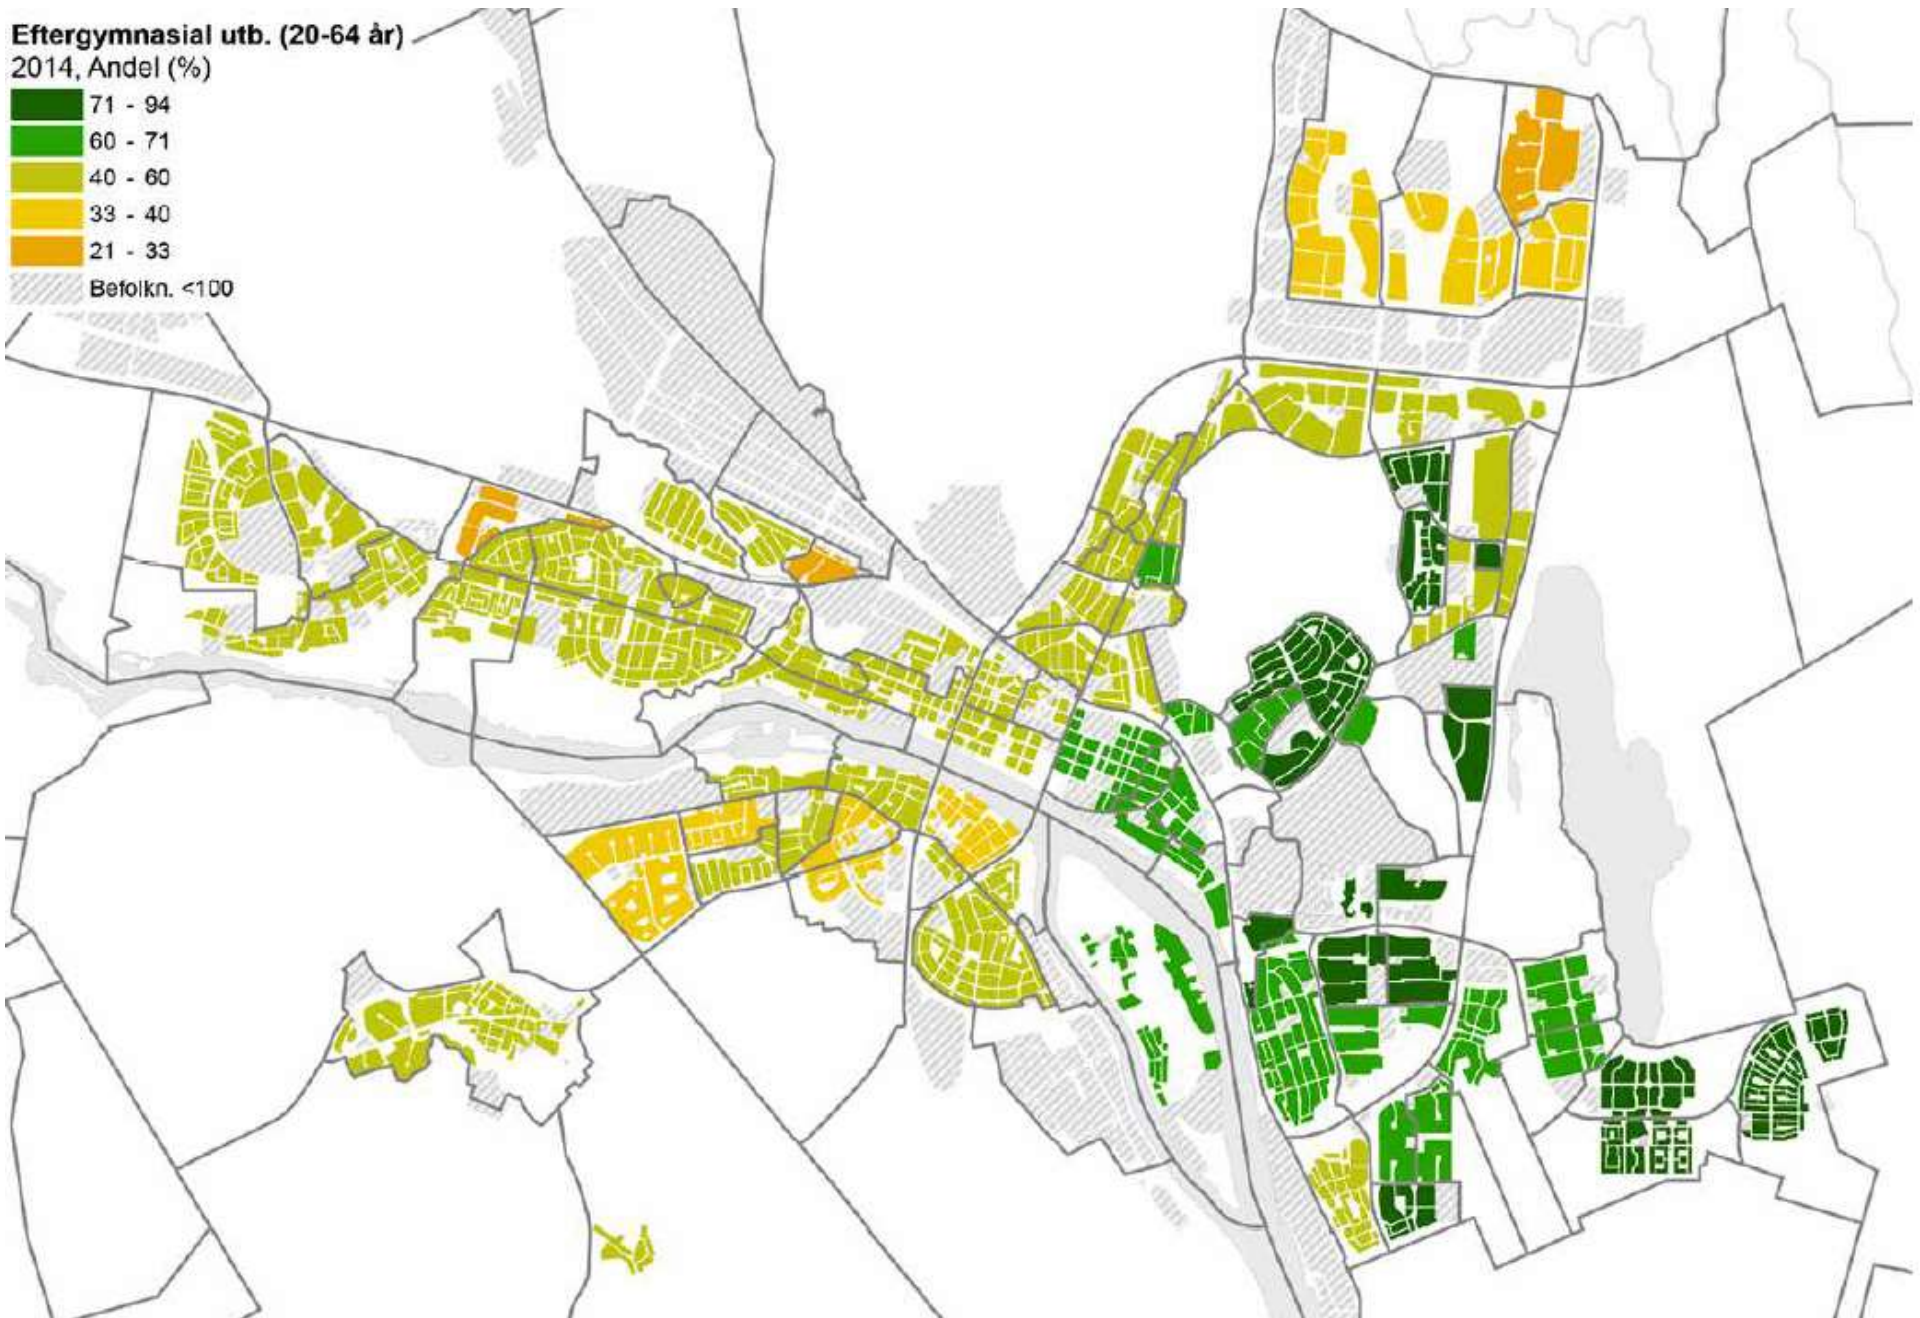 Eftergymnasial utb. (20-64 år)
2014, Andel (%)
71 - 94
60 - 71
40 - 60
33 - 40
21 - 33
Befolkn. <100